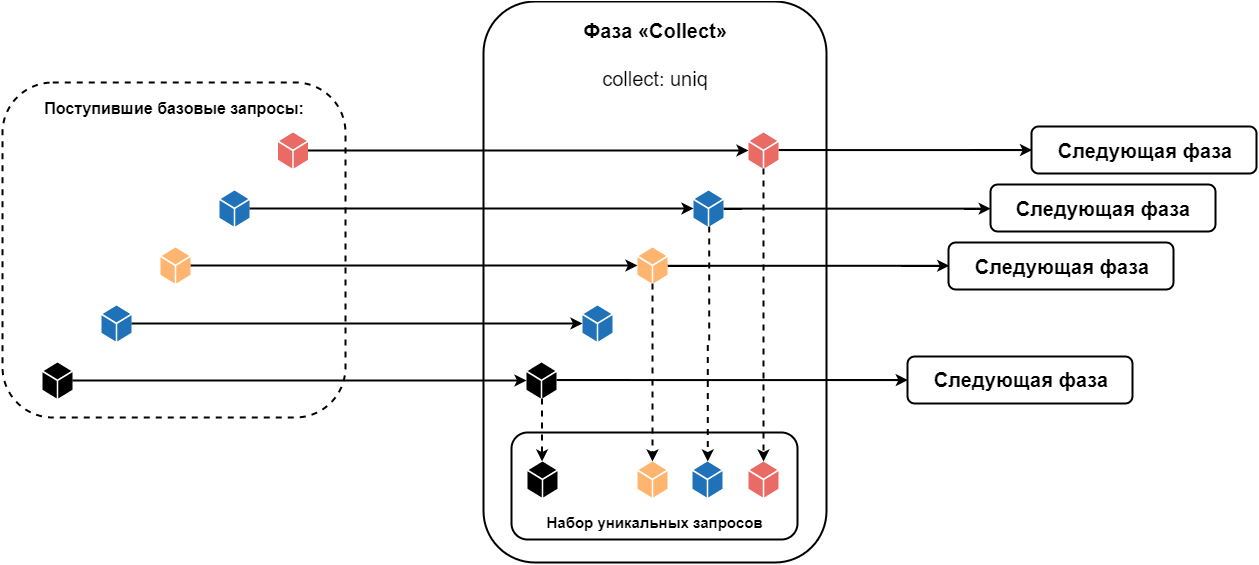 Фаза «Collect»
collect: uniq
Поступившие базовые запросы:
Следующая фаза
Следующая фаза
Следующая фаза
Следующая фаза
Набор уникальных запросов